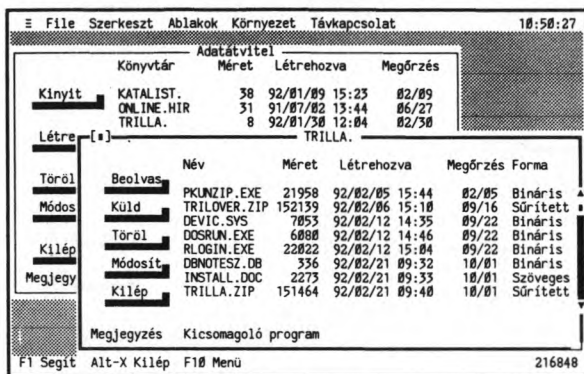 ≡ File Szerkeszt Ablakok Környezet Távkapcsolat 10:50:27
Adatátvitel
Könyvtár Méret Létrehozva Megőrzés
Kinyit KATALIST. 38 92/01/09 15:23 02/09
ONLINE.HIR 31 91/07/02 13:44 06/27
TRILLA. 8 92/01/30 12:04 02/30
Létre
[▪] TRILLA.
Név Méret Létrehozva Megőrzés Forma
Töröl Beolvas
PKUNZIP.EXE 21958 92/02/05 15:44 02/05 Bináris
Módos Küld TRILOVER.ZIP 152139 92/02/06 15:10 09/16 Sűrített
DEVIC.SYS 7053 92/02/12 14:35 09/22 Bináris
Töröl DOSRUN.EXE 6080 92/02/12 14:46 09/22 Bináris
Kilép RLOGIN.EXE 22022 92/02/12 15:04 09/22 Bináris
Módosít DBNOTESZ.DB 336 92/02/21 09:32 10/01 Bináris
Megjegy INSTALL.DOC 2273 92/02/21 09:33 10/01 Szöveges
Kilép TRILLA.ZIP 151464 92/02/21 09:40 10/01 Sűrített
Megjegyzés Kicsomagoló program
F1 Segít Alt-X Kilép F10 Menü 216848